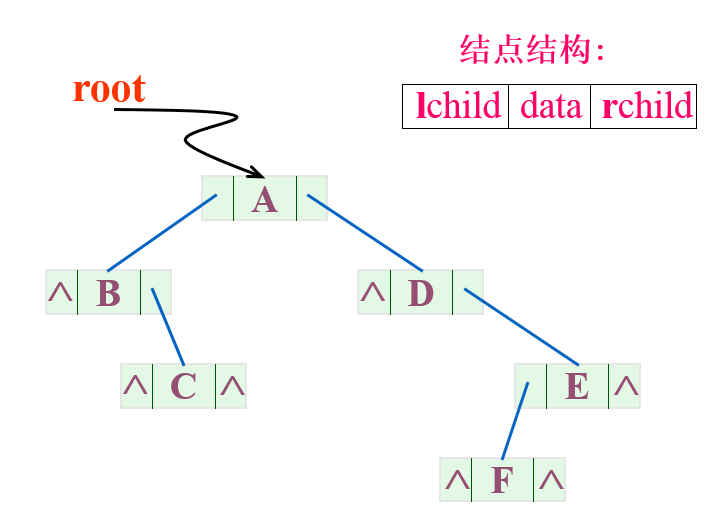 结点结构：
root
lchild data rchild
A
∧ B ∧ D
∧ C ∧ E ∧
∧ F ∧